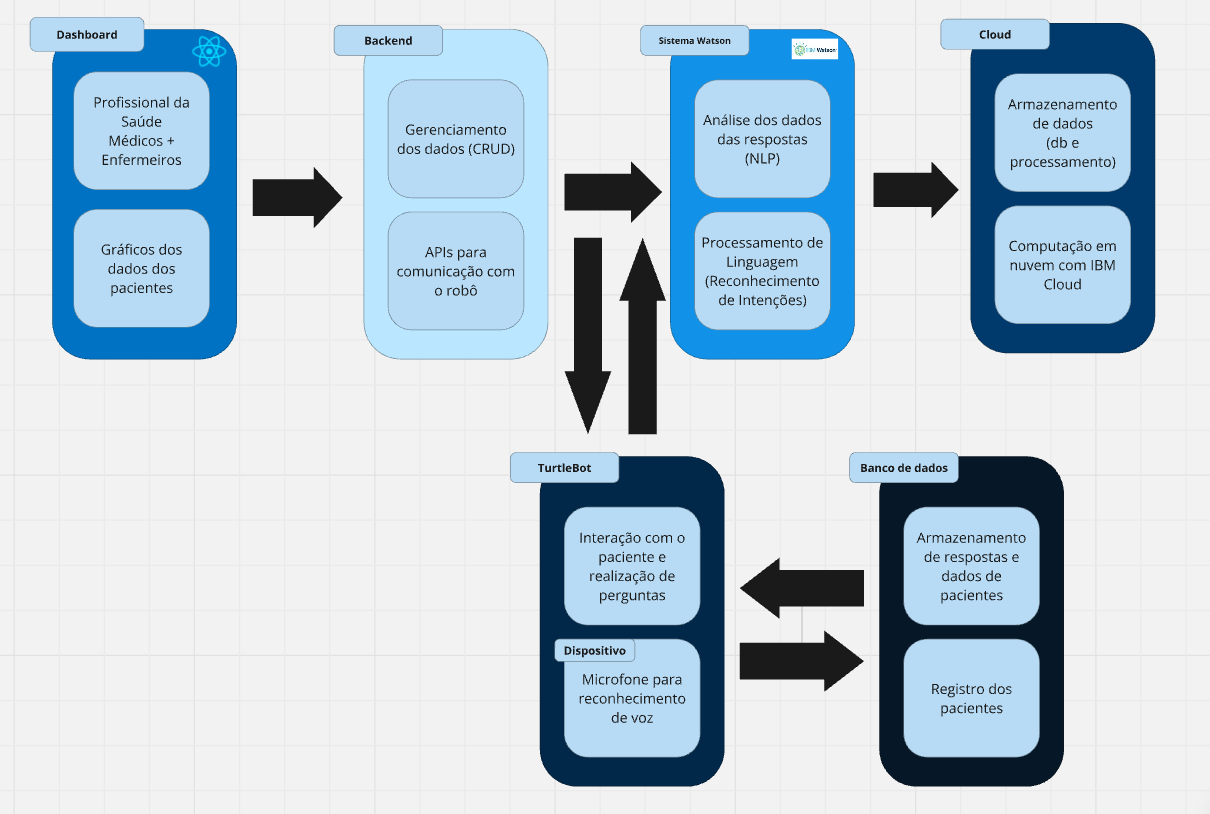 Dashboard
Profissional da
Saúde
Médicos +
Enfermeiros
Gráficos dos
dados dos
pacientes
Backend
Gerenciamento
dos dados (CRUD)
APIs para
comunicação com
o robô
Sistema Watson
IBM Watson
Análise dos dados
das respostas
(NLP)
Processamento de
Linguagem
(Reconhecimento
de Intenções)
Cloud
Armazenamento
de dados
(db e
processamento)
Computação em
nuvem com IBM
Cloud
TurtleBot
Interação com o
paciente e
realização de
perguntas
Dispositivo
Microfone para
reconhecimento
de voz
Banco de dados
Armazenamento
de respostas e
dados de
pacientes
Registro dos
pacientes